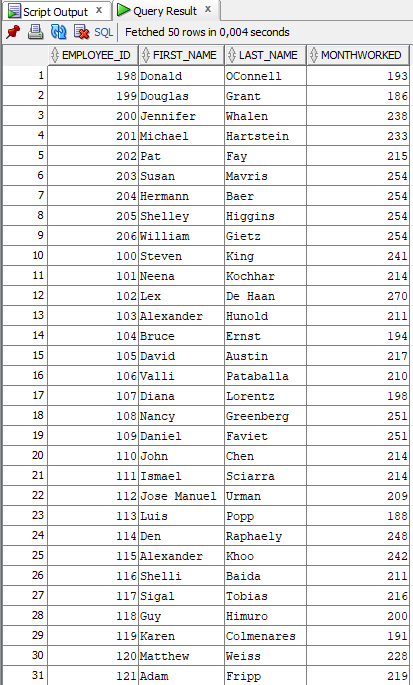 Script Output x Query Result x
SQL | Fetched 50 rows in 0,004 seconds
EMPLOYEE_ID FIRST_NAME LAST_NAME MONTHWORKED
1 198 Donald OConnell 193
2 199 Douglas Grant 186
3 200 Jennifer Whalen 238
4 201 Michael Hartstein 233
5 202 Pat Fay 215
6 203 Susan Mavris 254
7 204 Hermann Baer 254
8 205 Shelley Higgins 254
9 206 William Gietz 254
10 100 Steven King 241
11 101 Neena Kochhar 214
12 102 Lex De Haan 270
13 103 Alexander Hunold 211
14 104 Bruce Ernst 194
15 105 David Austin 217
16 106 Valli Pataballa 210
17 107 Diana Lorentz 198
18 108 Nancy Greenberg 251
19 109 Daniel Faviet 251
20 110 John Chen 214
21 111 Ismael Sciarra 214
22 112 Jose Manuel Urman 209
23 113 Luis Popp 188
24 114 Den Raphaely 248
25 115 Alexander Khoo 242
26 116 Shelli Baida 211
27 117 Sigal Tobias 216
28 118 Guy Himuro 200
29 119 Karen Colmenares 191
30 120 Matthew Weiss 228
31 121 Adam Fripp 219